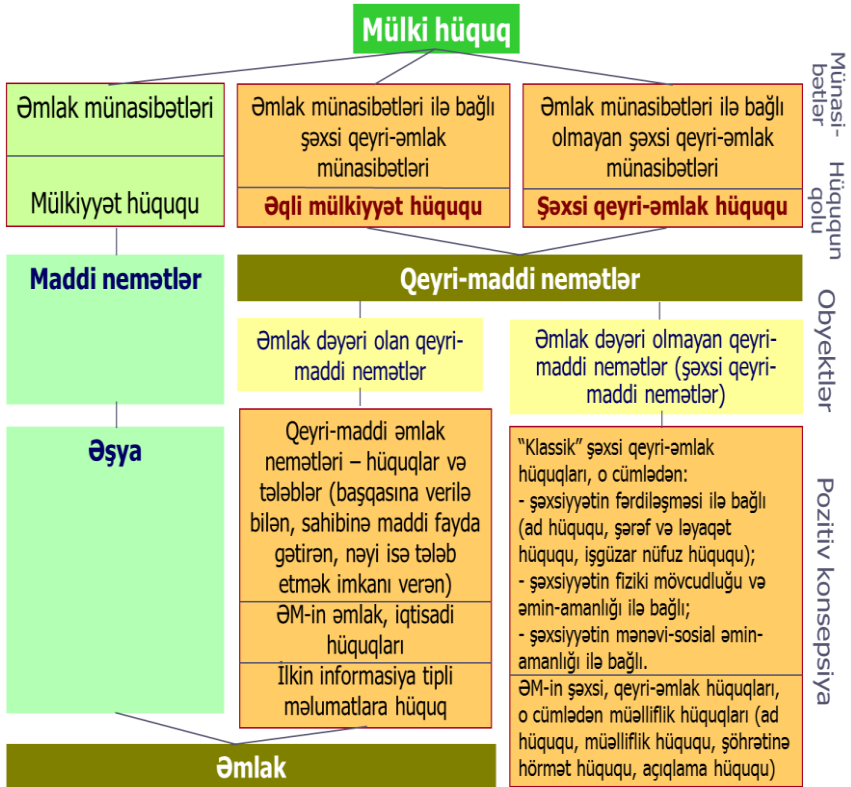 Mülki hüquq
Əmlak münasibətləri
Mülkiyyət hüququ
Əmlak münasibətləri ilə bağlı
şəxsi qeyri-əmlak
münasibətləri
Əqli mülkiyyət hüququ
Əmlak münasibətləri ilə bağlı
olmayan şəxsi qeyri-əmlak
münasibətləri
Şəxsi qeyri-əmlak hüququ
Münasi-
bətlər
Hüququn
qolu
Maddi nemətlər
Qeyri-maddi nemətlər
Əmlak dəyəri olan qeyri-
maddi nemətlər
Əmlak dəyəri olmayan qeyri-
maddi nemətlər (şəxsi qeyri-
maddi nemətlər)
Obyektlər
Əşya
Qeyri-maddi əmlak
nemətləri – hüquqlar və
tələblər (başqasına verilə
bilən, sahibinə maddi fayda
gətirən, nəyi isə tələb
etmək imkanı verən)
ƏM-in əmlak, iqtisadi
hüquqları
İlkin informasiya tipli
məlumatlara hüquq
“Klassik” şəxsi qeyri-əmlak
hüquqları, o cümlədən:
- şəxsiyyətin fərdiləşməsi ilə bağlı
(ad hüququ, şərəf və ləyaqət
hüququ, işgüzar nüfuz hüququ);
- şəxsiyyətin fiziki mövcudluğu və
əmin-amanlığı ilə bağlı;
- şəxsiyyətin mənəvi-sosial əmin-
amanlığı ilə bağlı.
ƏM-in şəxsi, qeyri-əmlak hüquqları,
o cümlədən müəlliflik hüquqları (ad
hüququ, müəlliflik hüququ, şöhrətinə
hörmət hüququ, açıqlama hüququ)
Pozitiv konsepsiya
Əmlak